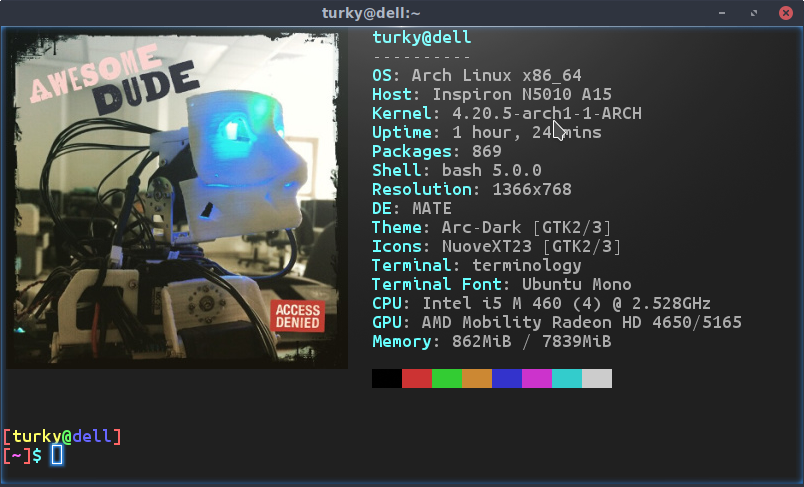 turky@dell:~
AWESOME
DUDE
ACCESS
DENIED
turky@dell
----------
OS: Arch Linux x86_64
Host: Inspiron N5010 A15
Kernel: 4.20.5-arch1-1-ARCH
Uptime: 1 hour, 24 mins
Packages: 869
Shell: bash 5.0.0
Resolution: 1366x768
DE: MATE
Theme: Arc-Dark [GTK2/3]
Icons: NuoveXT23 [GTK2/3]
Terminal: terminology
Terminal Font: Ubuntu Mono
CPU: Intel i5 M 460 (4) @ 2.528GHz
GPU: AMD Mobility Radeon HD 4650/5165
Memory: 862MiB / 7839MiB
[turky@dell]
[~]$